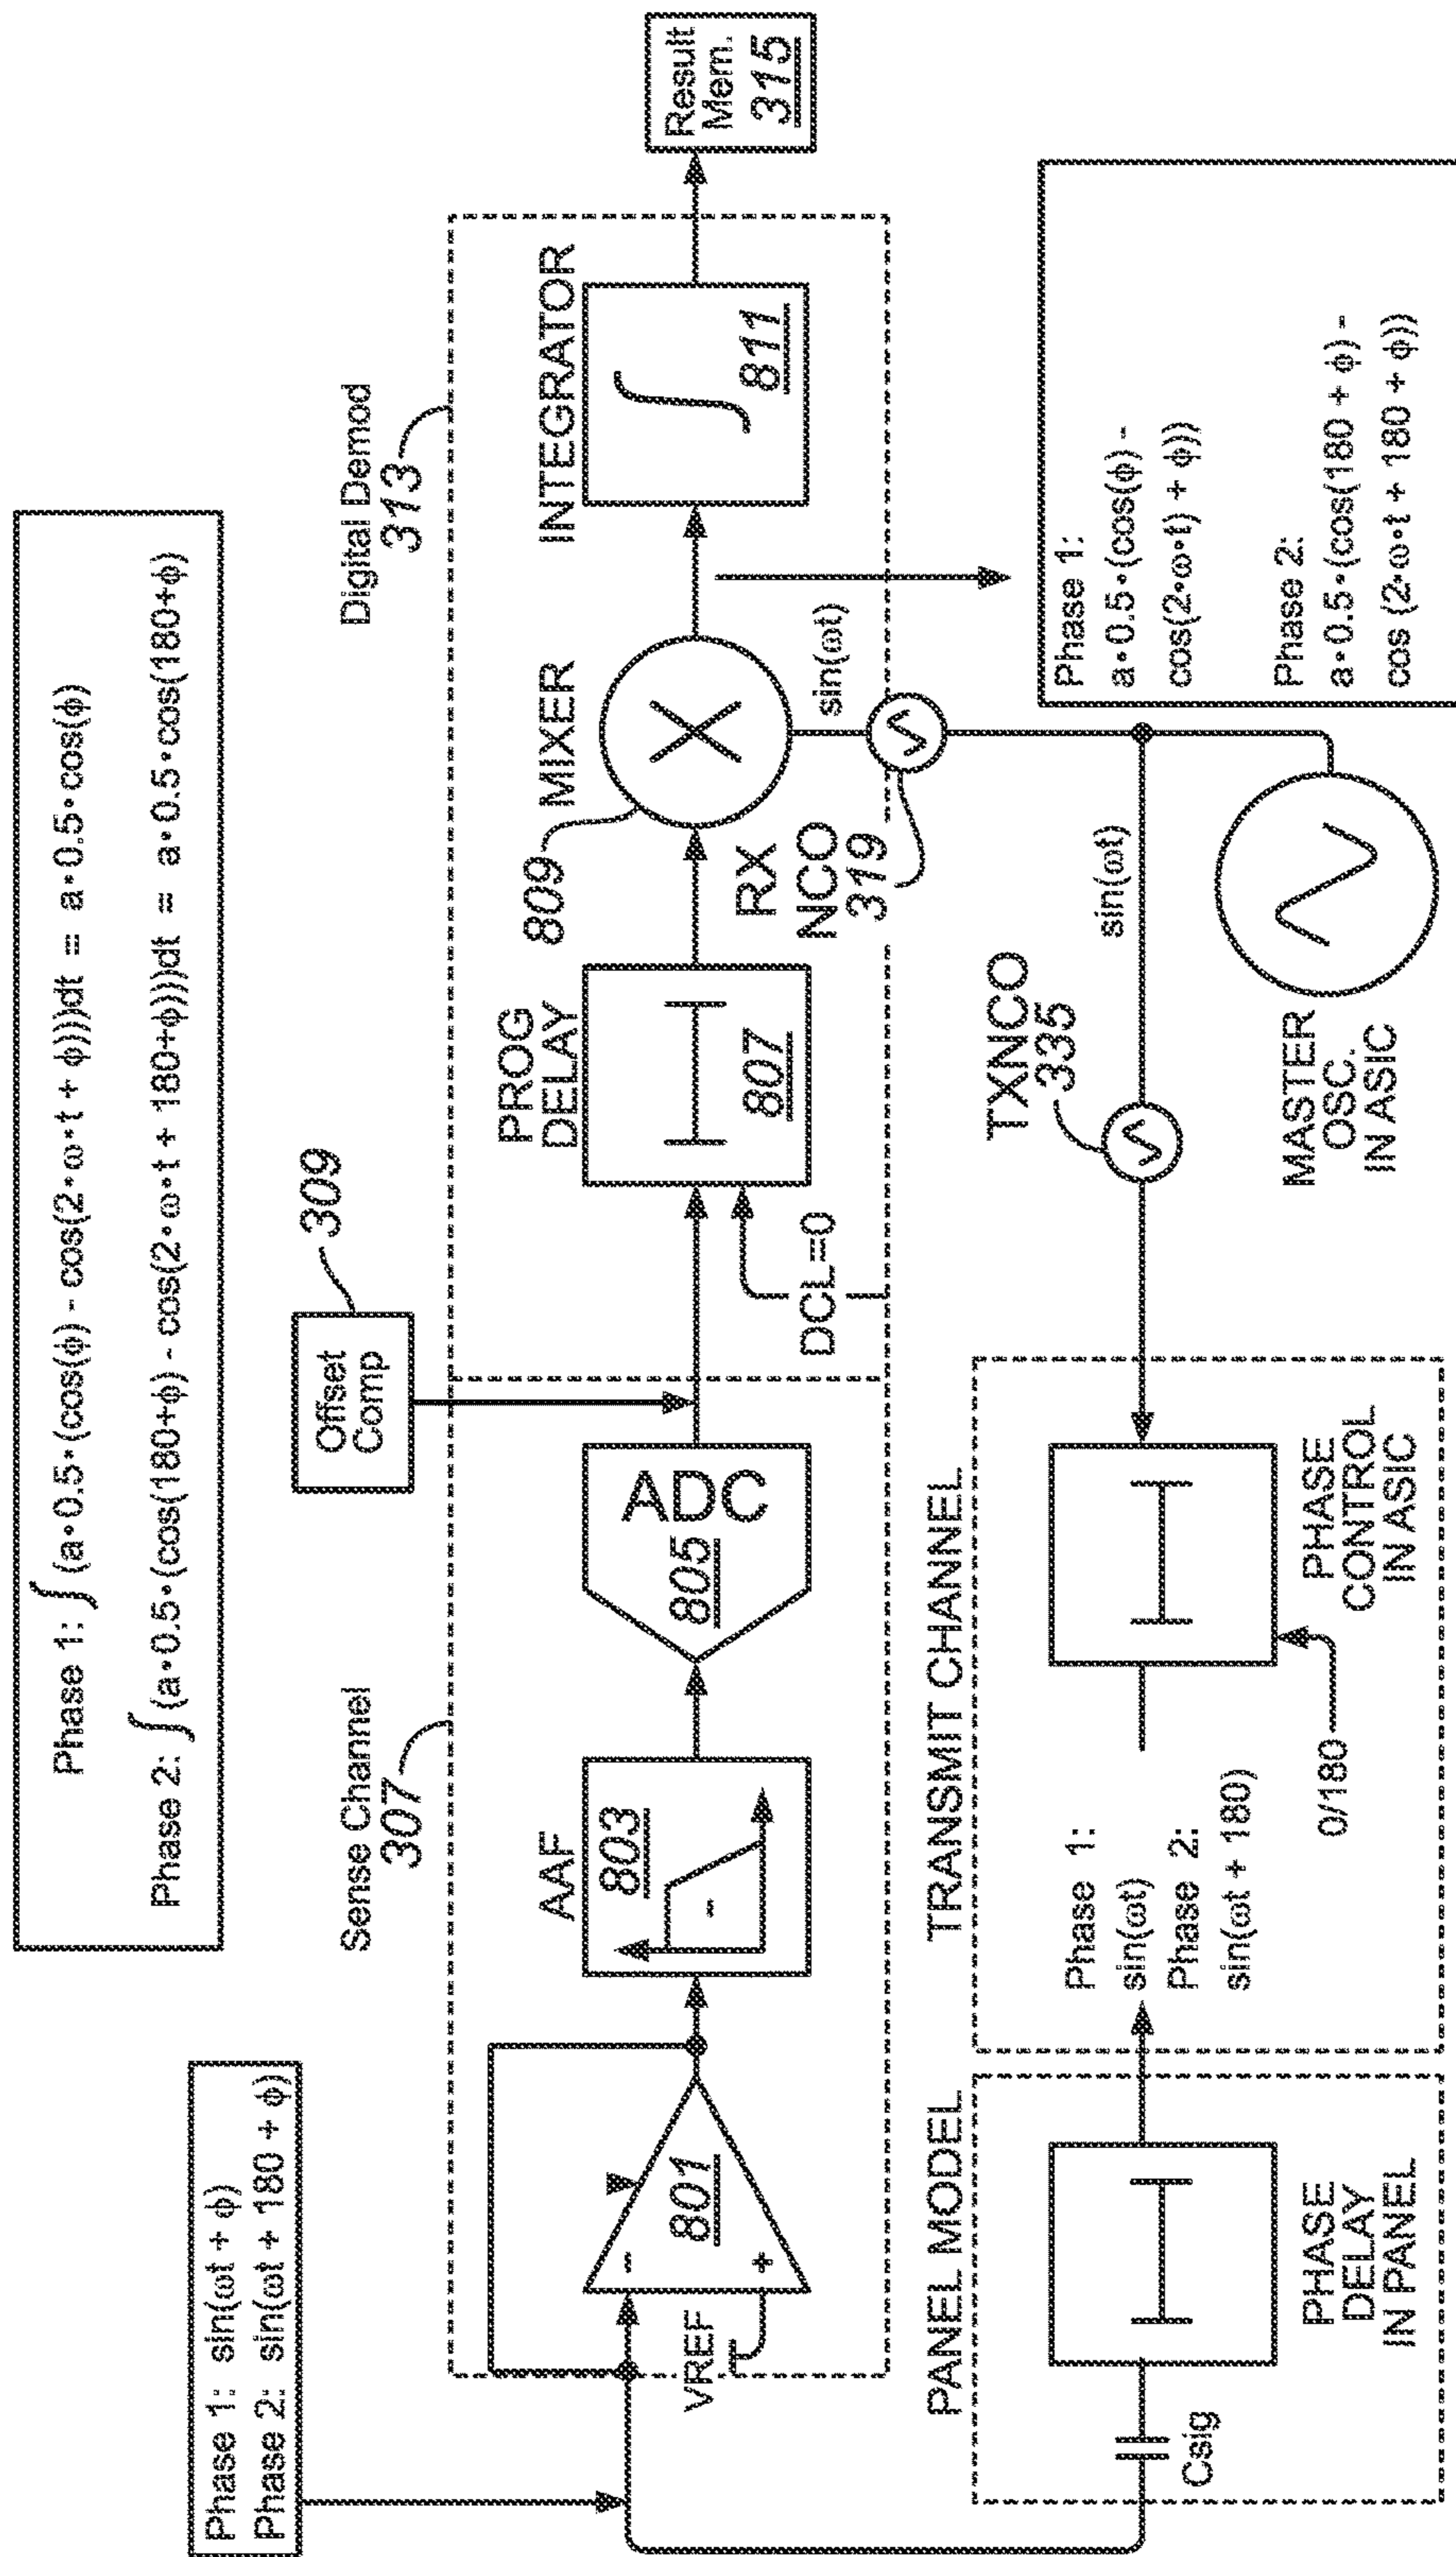 Phase 1: ∫ (a•0.5•(cos(ϕ) - cos(2•ω•t + ϕ)))dt = a•0.5•cos(ϕ)
Phase 2: ∫ (a•0.5•(cos(180+ϕ) - cos(2•ω•t + 180+ϕ)))dt = a•0.5•cos(180+ϕ)
Phase 1: sin(ωt + ϕ)
Phase 2: sin(ωt + 180 + ϕ)
Sense Channel
307
Offset
Comp
309
Digital Demod
313
VREF
-
+
801
AAF
803
-
ADC
805
PROG
DELAY
807
DCL=0
809
MIXER
X
RX
NCO
319
sin(ωt)
INTEGRATOR
∫
811
Result
Mem.
315
PANEL MODEL
Csig
PHASE
DELAY
IN PANEL
TRANSMIT CHANNEL
Phase 1:
sin(ωt)
Phase 2:
sin(ωt + 180)
0/180
PHASE
CONTROL
IN ASIC
TXNCO
335
sin(ωt)
MASTER
OSC.
IN ASIC
Phase 1:
a•0.5•(cos(ϕ) -
cos(2•ω•t) + ϕ))
Phase 2:
a•0.5•(cos(180 + ϕ) -
cos (2•ω•t + 180 + ϕ))